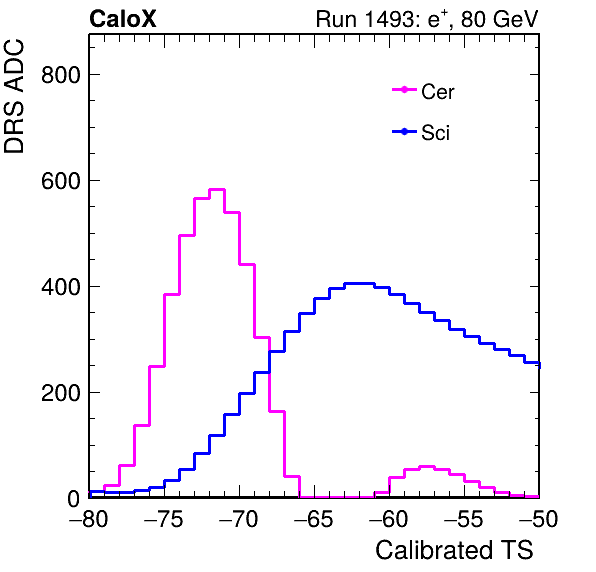 CaloX Run 1493: e⁺, 80 GeV
DRS ADC
800
600
400
200
0
Cer
Sci
−80 −75 −70 −65 −60 −55 −50
Calibrated TS